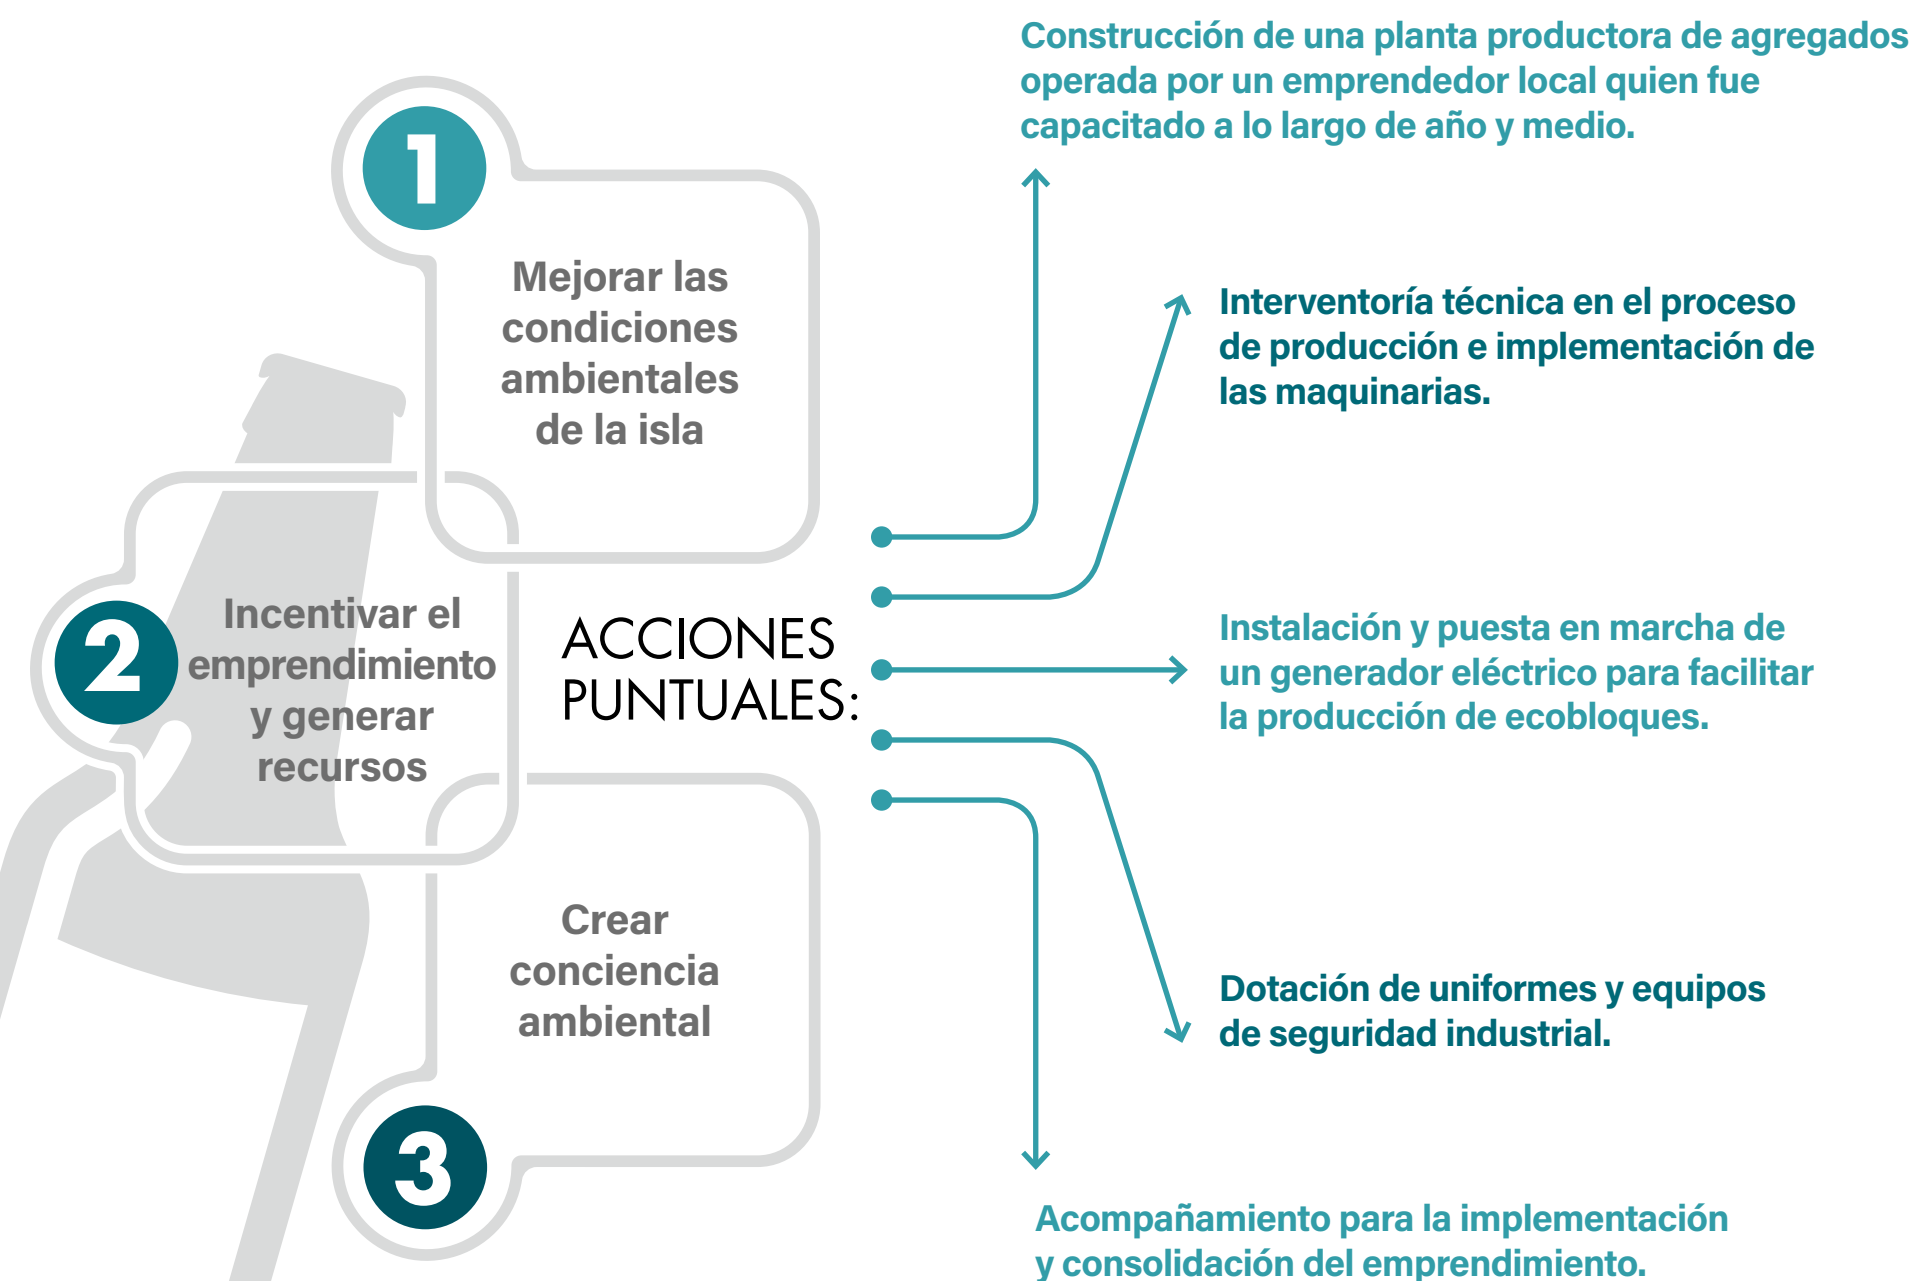 1
Mejorar las
condiciones
ambientales
de la isla
2
Incentivar el
emprendimiento
y generar
recursos
Crear
conciencia
ambiental
3
ACCIONES
PUNTUALES:
Construcción de una planta productora de agregados
operada por un emprendedor local quien fue
capacitado a lo largo de año y medio.
Interventoría técnica en el proceso
de producción e implementación de
las maquinarias.
Instalación y puesta en marcha de
un generador eléctrico para facilitar
la producción de ecobloques.
Dotación de uniformes y equipos
de seguridad industrial.
Acompañamiento para la implementación
y consolidación del emprendimiento.